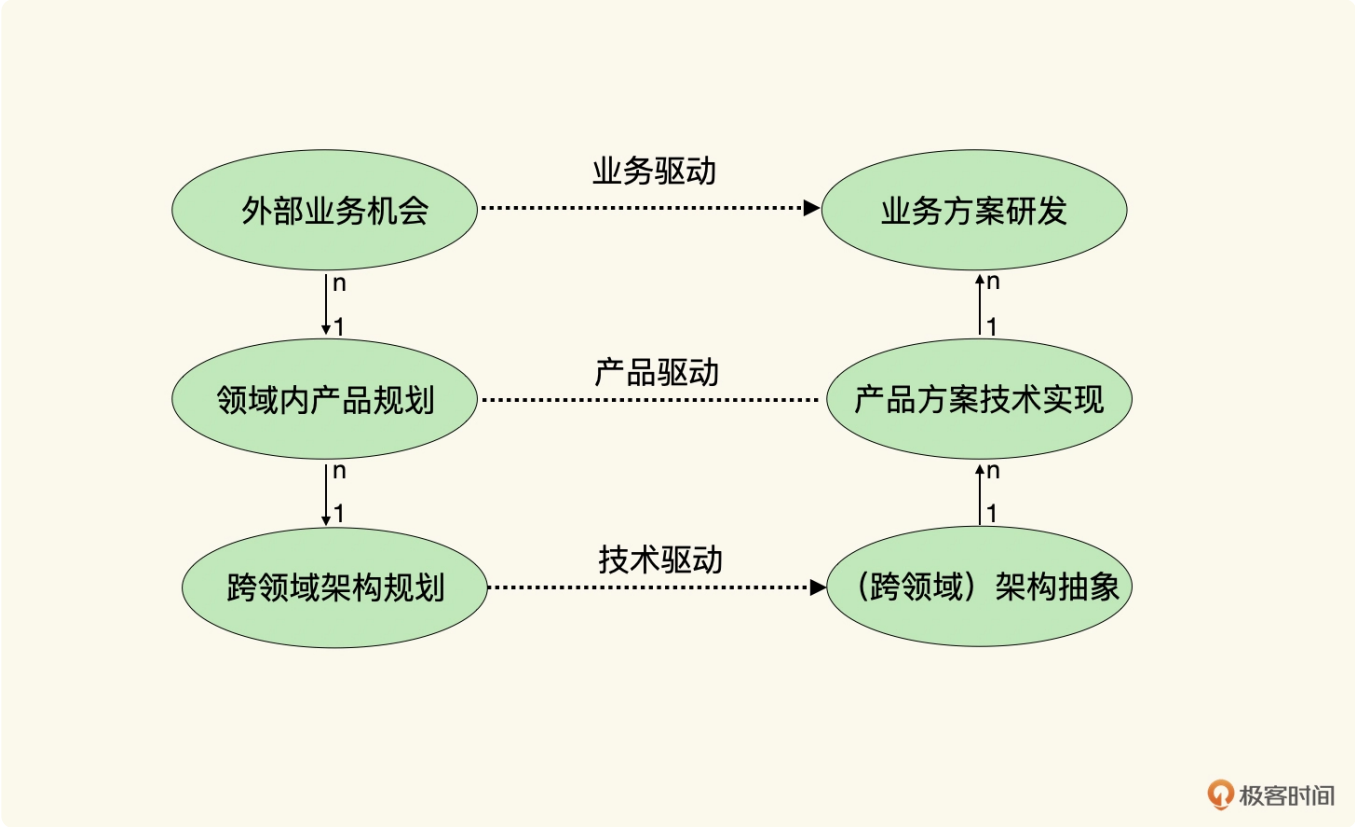 业务驱动
外部业务机会
业务方案研发
n
n
1
1
产品驱动
领域内产品规划
产品方案技术实现
n
n
1
1
技术驱动
跨领域架构规划
（跨领域）架构抽象
极客时间